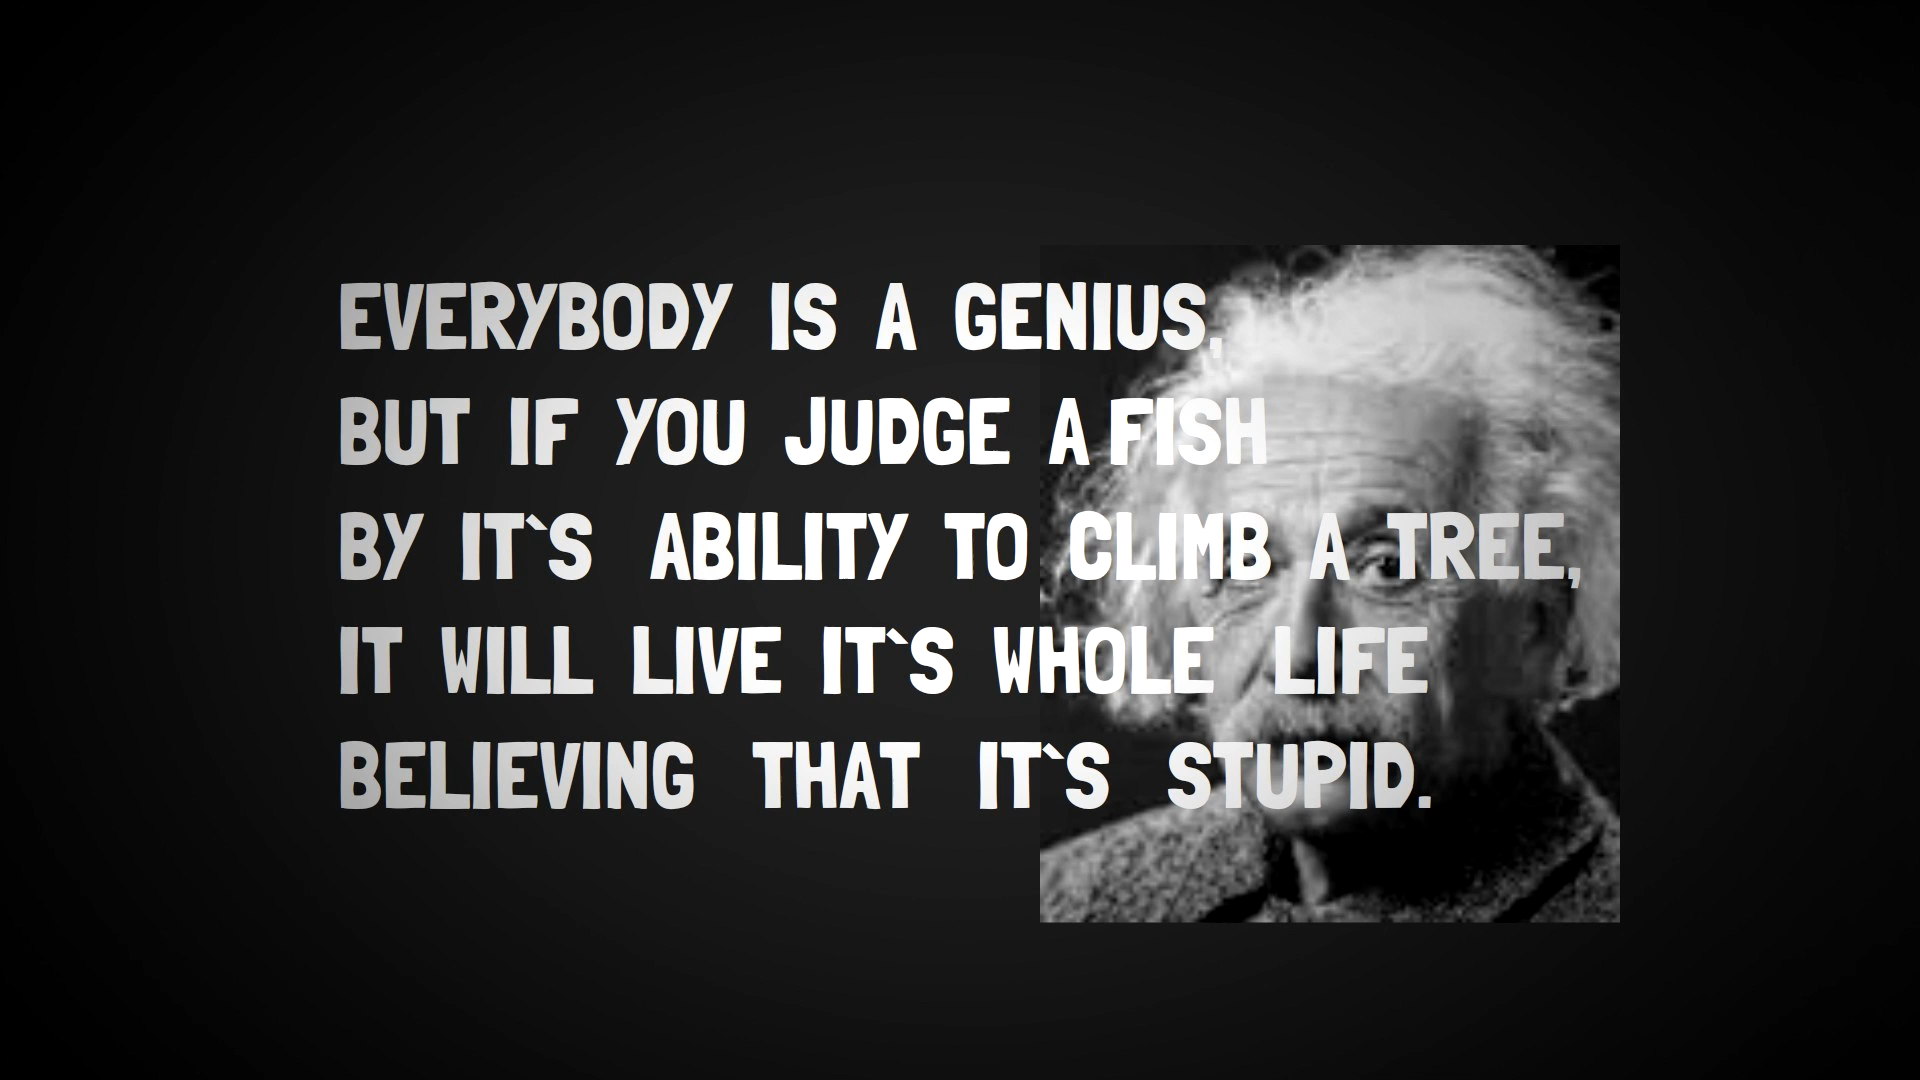 EVERYBODY IS A GENIUS,
BUT IF YOU JUDGE A FISH
BY IT`S ABILITY TO CLIMB A TREE,
IT WILL LIVE IT`S WHOLE LIFE
BELIEVING THAT IT`S STUPID.